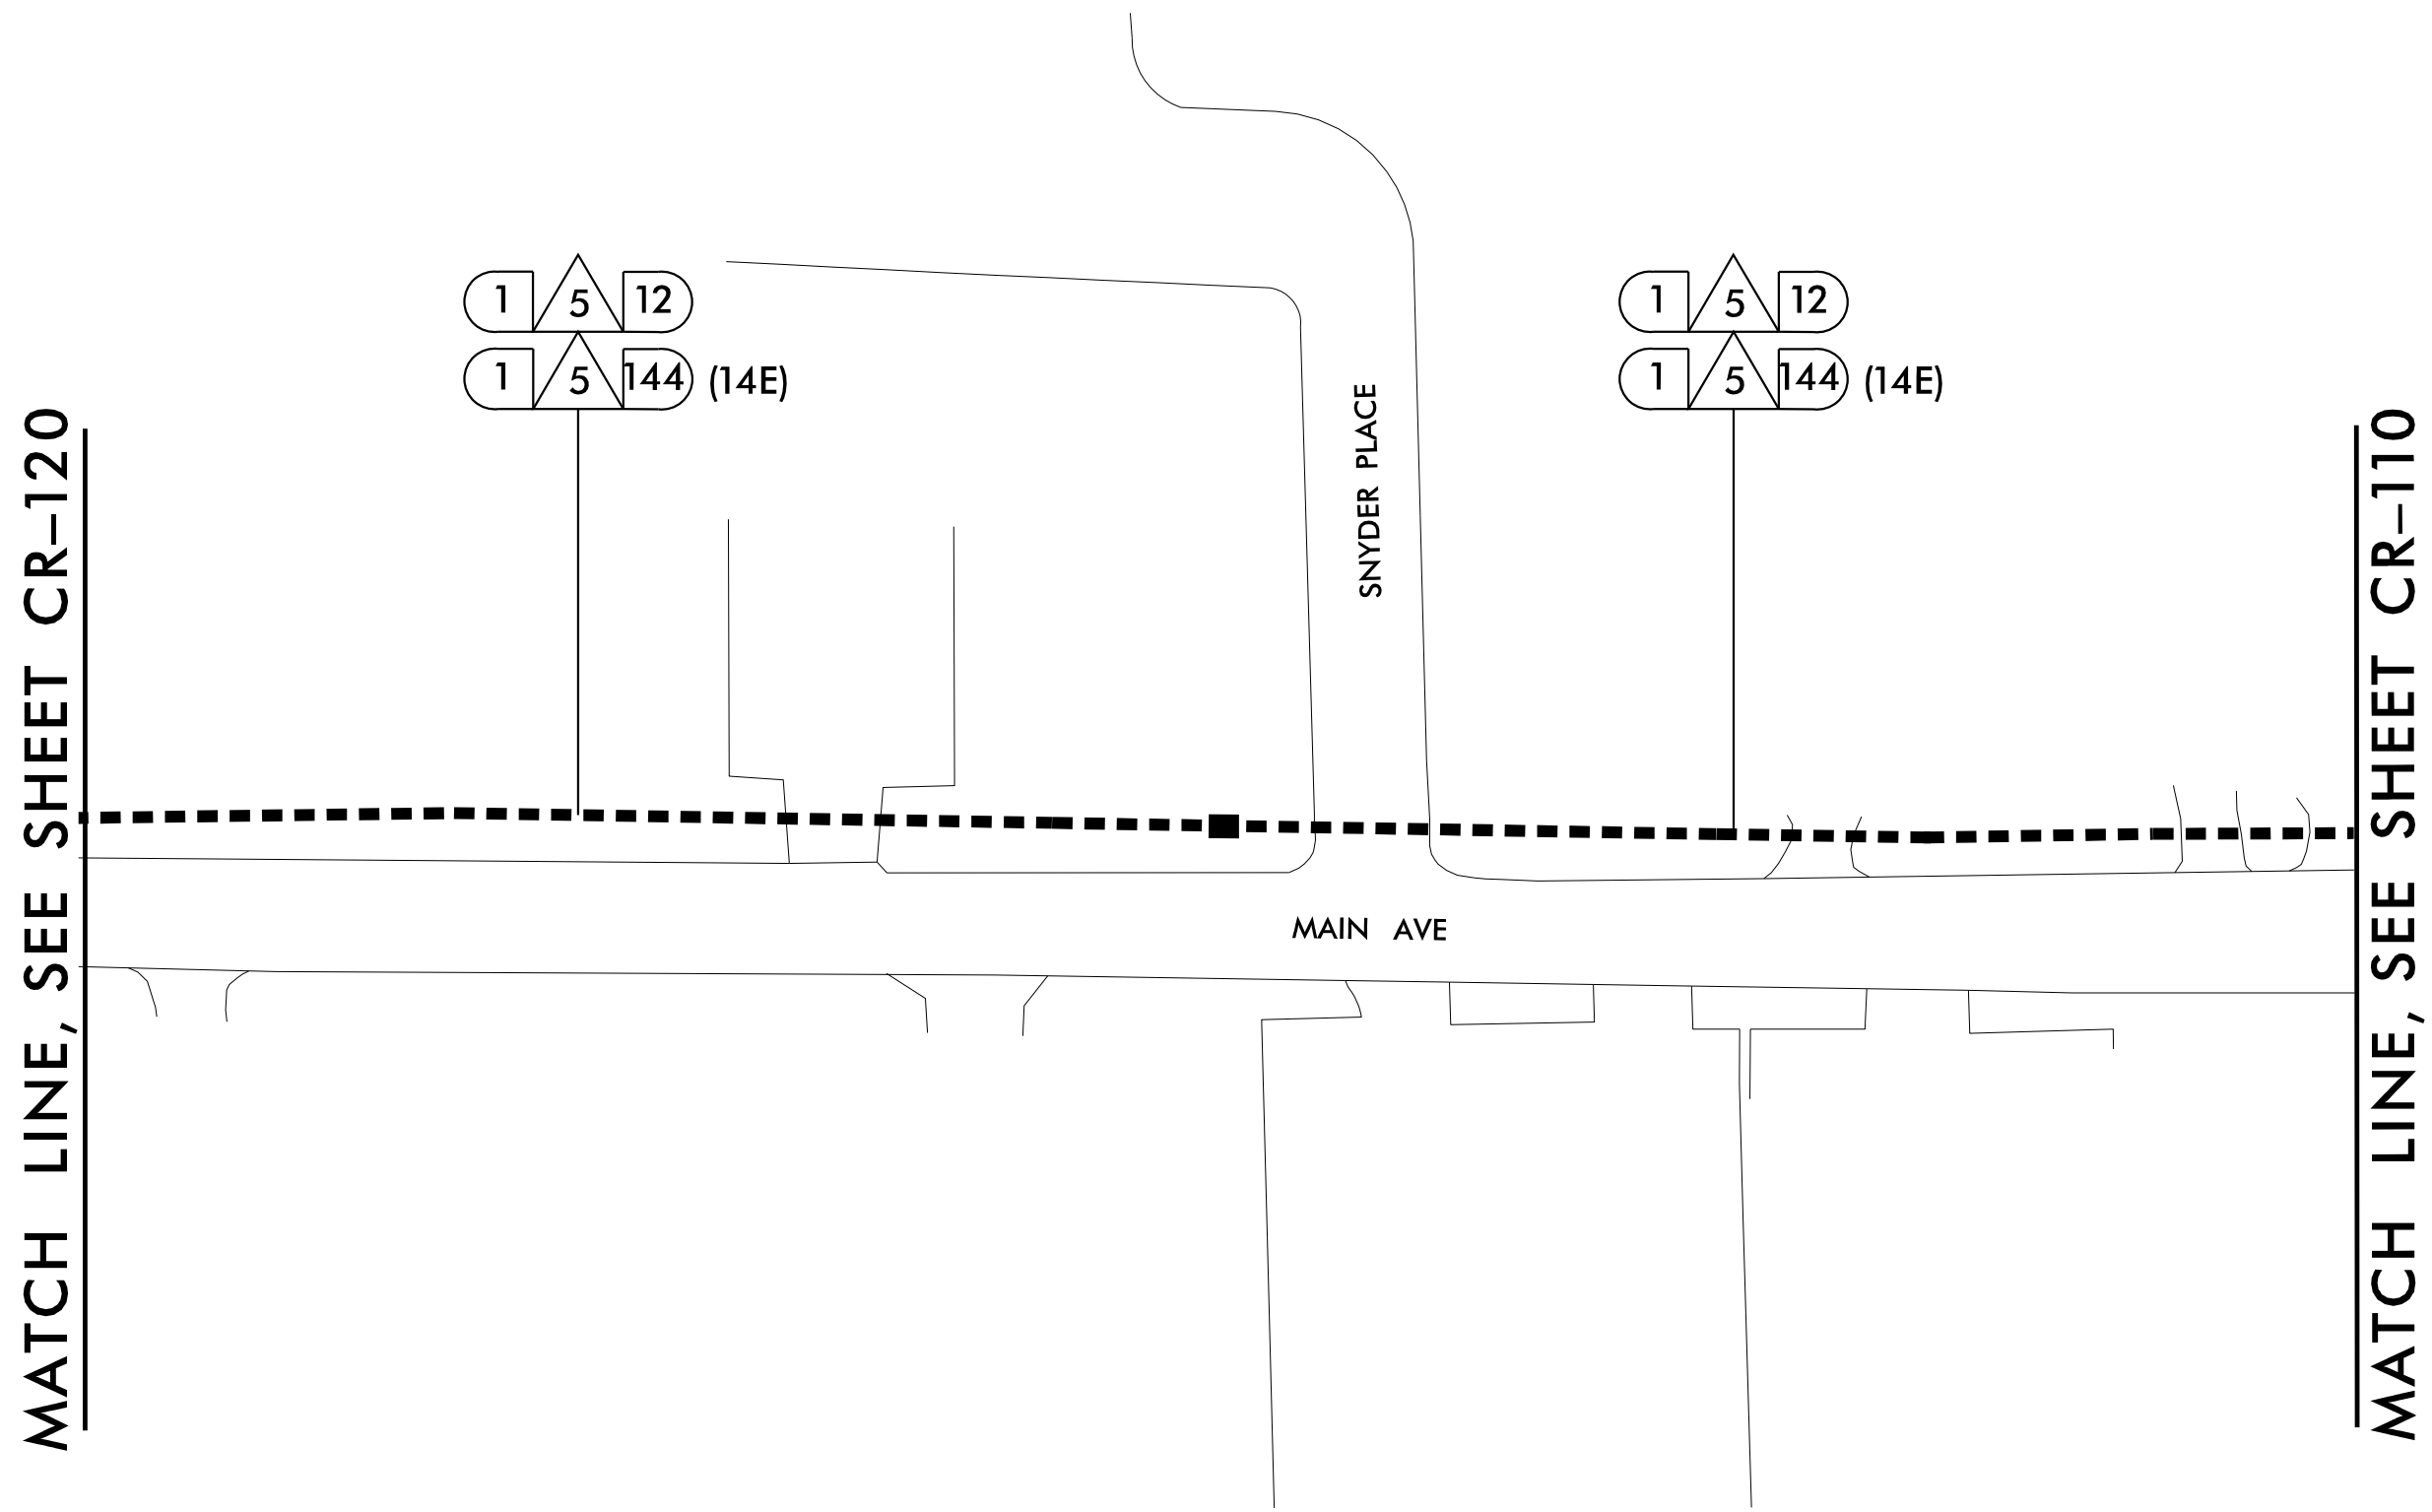 1 5 12
1 5 144 (14E)
1 5 12
1 5 144 (14E)
MATCH LINE, SEE SHEET CR-120
SNYDER PLACE
MATCH LINE, SEE SHEET CR-110
MAIN AVE